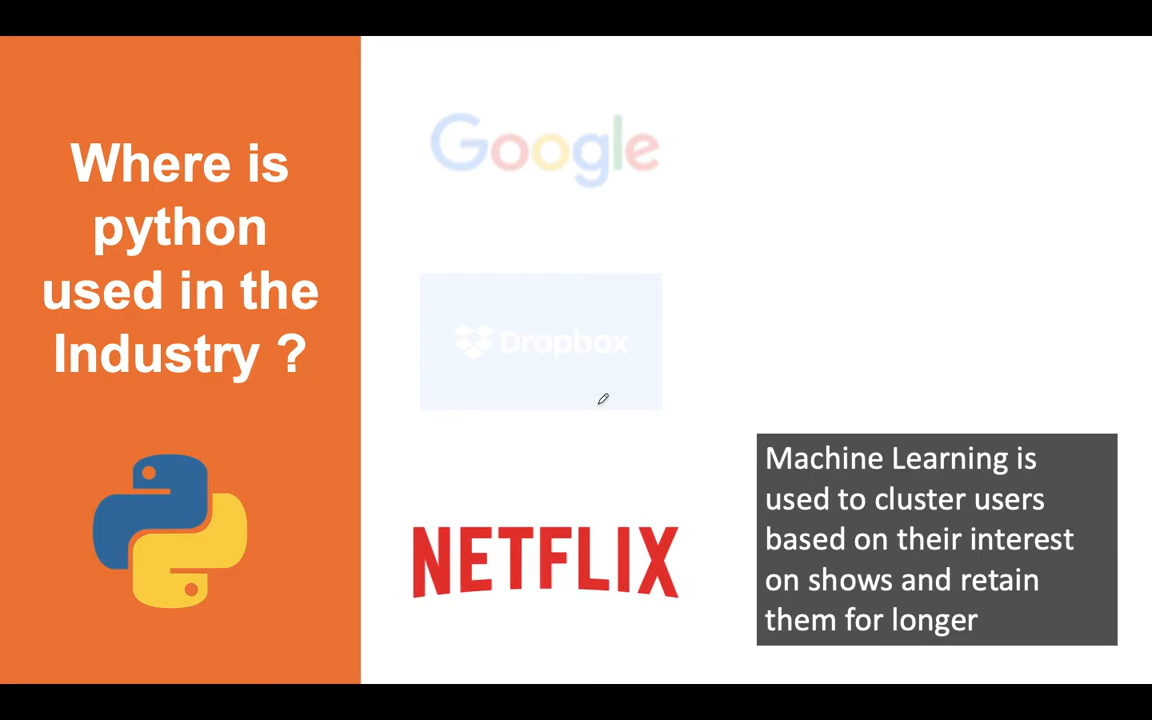 Where is
python
used in the
Industry ?
Google
Dropbox
NETFLIX
Machine Learning is
used to cluster users
based on their interest
on shows and retain
them for longer